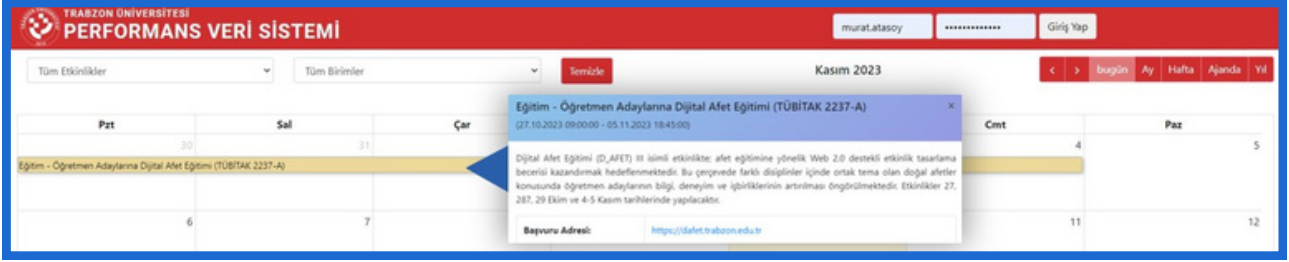 TRABZON ÜNİVERSİTESİ
PERFORMANS VERİ SİSTEMİ
murat.atasoy
•••••••••••••
Giriş Yap
Tüm Etkinlikler
Tüm Birimler
Temizle
Kasım 2023
< > bugün Ay Hafta Ajanda Yıl
Eğitim - Öğretmen Adaylarına Dijital Afet Eğitimi (TÜBİTAK 2237-A) ×
(27.10.2023 09:00:00 - 05.11.2023 18:45:00)
Pzt Sal Çar Cmt Paz
30 31 4 5
Eğitim - Öğretmen Adaylarına Dijital Afet Eğitimi (TÜBİTAK 2237-A)
Dijital Afet Eğitimi (D_AFET) III isimli etkinlikte; afet eğitimine yönelik Web 2.0 destekli etkinlik tasarlama
becerisi kazandırmak hedeflenmektedir. Bu çerçevede farklı disiplinler içinde ortak tema olan doğal afetler
konusunda öğretmen adaylarının bilgi, deneyim ve işbirliklerinin artırılması öngörülmektedir. Etkinlikler 27,
287, 29 Ekim ve 4-5 Kasım tarihlerinde yapılacaktır.
Başvuru Adresi: https://dafet.trabzon.edu.tr
6 7 11 12